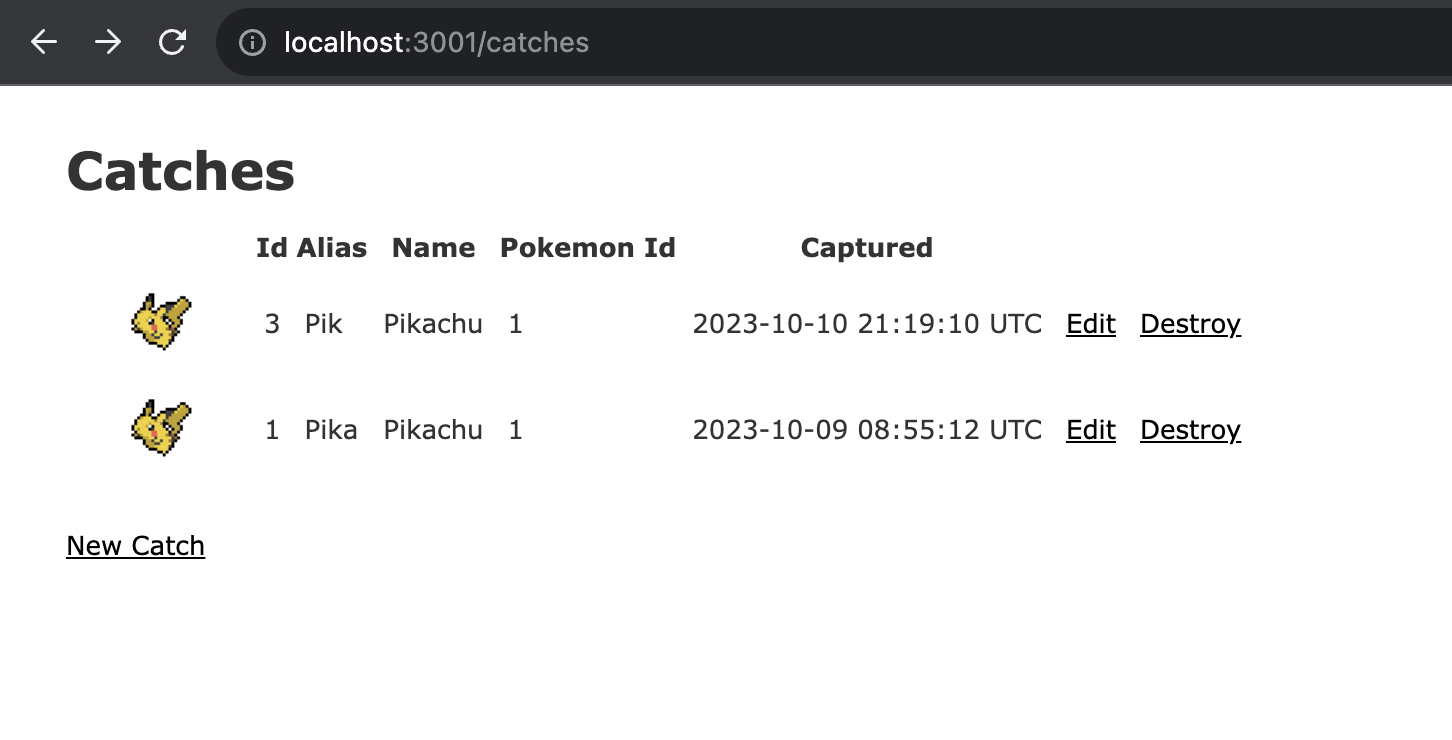 localhost:3001/catches
Catches
Id Alias Name Pokemon Id Captured
3 Pik Pikachu 1 2023-10-10 21:19:10 UTC Edit Destroy
1 Pika Pikachu 1 2023-10-09 08:55:12 UTC Edit Destroy
New Catch